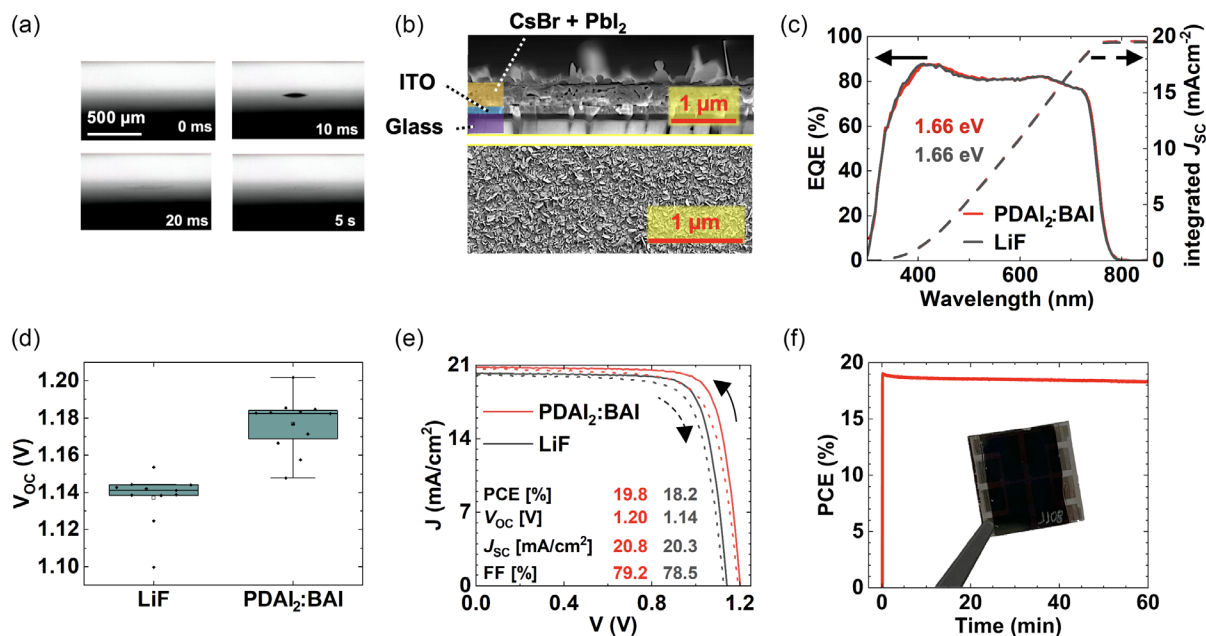 (a)
500 µm
0 ms
10 ms
20 ms
5 s
(b)
CsBr + PbI₂
ITO
Glass
1 µm
1 µm
(c)
100
80
60
40
20
0
EQE (%)
1.66 eV
1.66 eV
PDAI₂:BAI
LiF
20
15
10
5
0
integrated J_SC (mAcm⁻²)
400
600
800
Wavelength (nm)
(d)
1.20
1.18
1.16
1.14
1.12
1.10
V_OC (V)
LiF
PDAI₂:BAI
(e)
21
14
7
0
J (mA/cm²)
PDAI₂:BAI
LiF
PCE [%] 19.8 18.2
V_OC [V] 1.20 1.14
J_SC [mA/cm²] 20.8 20.3
FF [%] 79.2 78.5
0.0
0.4
0.8
1.2
V (V)
(f)
20
15
10
5
0
PCE (%)
0
20
40
60
Time (min)